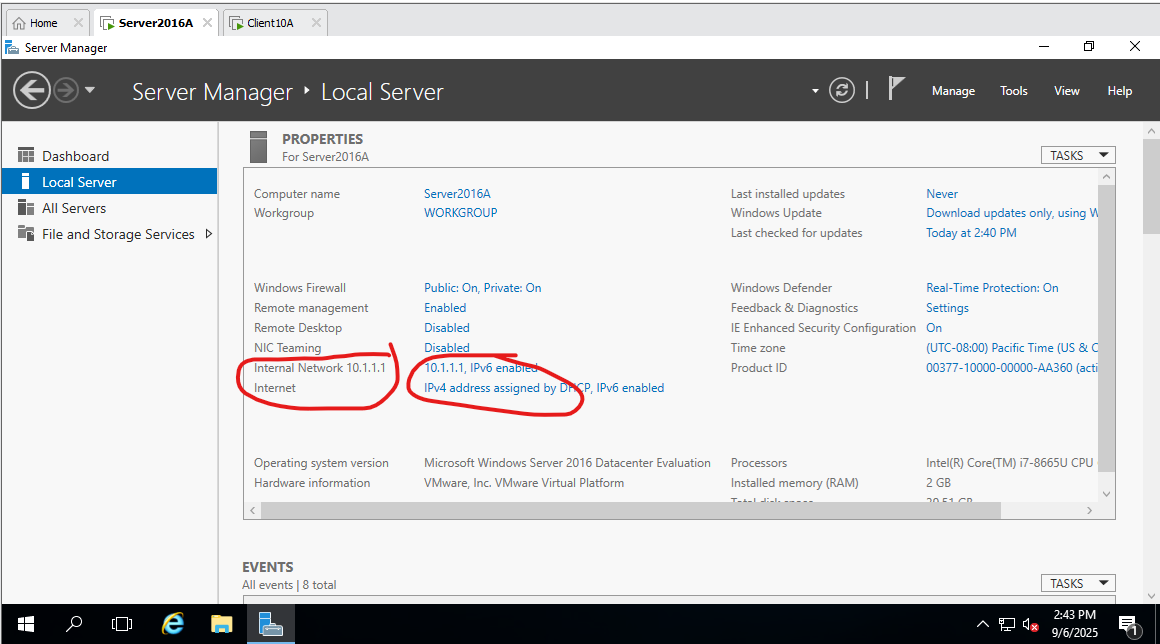 Home
Server2016A
Client10A
Server Manager
Server Manager Local Server
Manage Tools View Help
Dashboard
Local Server
All Servers
File and Storage Services
PROPERTIES
For Server2016A
TASKS
Computer name Server2016A
Workgroup WORKGROUP
Last installed updates Never
Windows Update Download updates only, using W
Last checked for updates Today at 2:40 PM
Windows Firewall Public: On, Private: On
Remote management Enabled
Remote Desktop Disabled
NIC Teaming Disabled
Internal Network 10.1.1.1 10.1.1.1, IPv6 enabled
Internet IPv4 address assigned by DHCP, IPv6 enabled
Windows Defender Real-Time Protection: On
Feedback & Diagnostics Settings
IE Enhanced Security Configuration On
Time zone (UTC-08:00) Pacific Time (US & C
Product ID 00377-10000-00000-AA360 (acti
Operating system version Microsoft Windows Server 2016 Datacenter Evaluation
Hardware information VMware, Inc. VMware Virtual Platform
Processors Intel(R) Core(TM) i7-8665U CPU
Installed memory (RAM) 2 GB
Total disk space 39.51 GB
EVENTS
All events | 8 total
TASKS
2:43 PM
9/6/2025
1